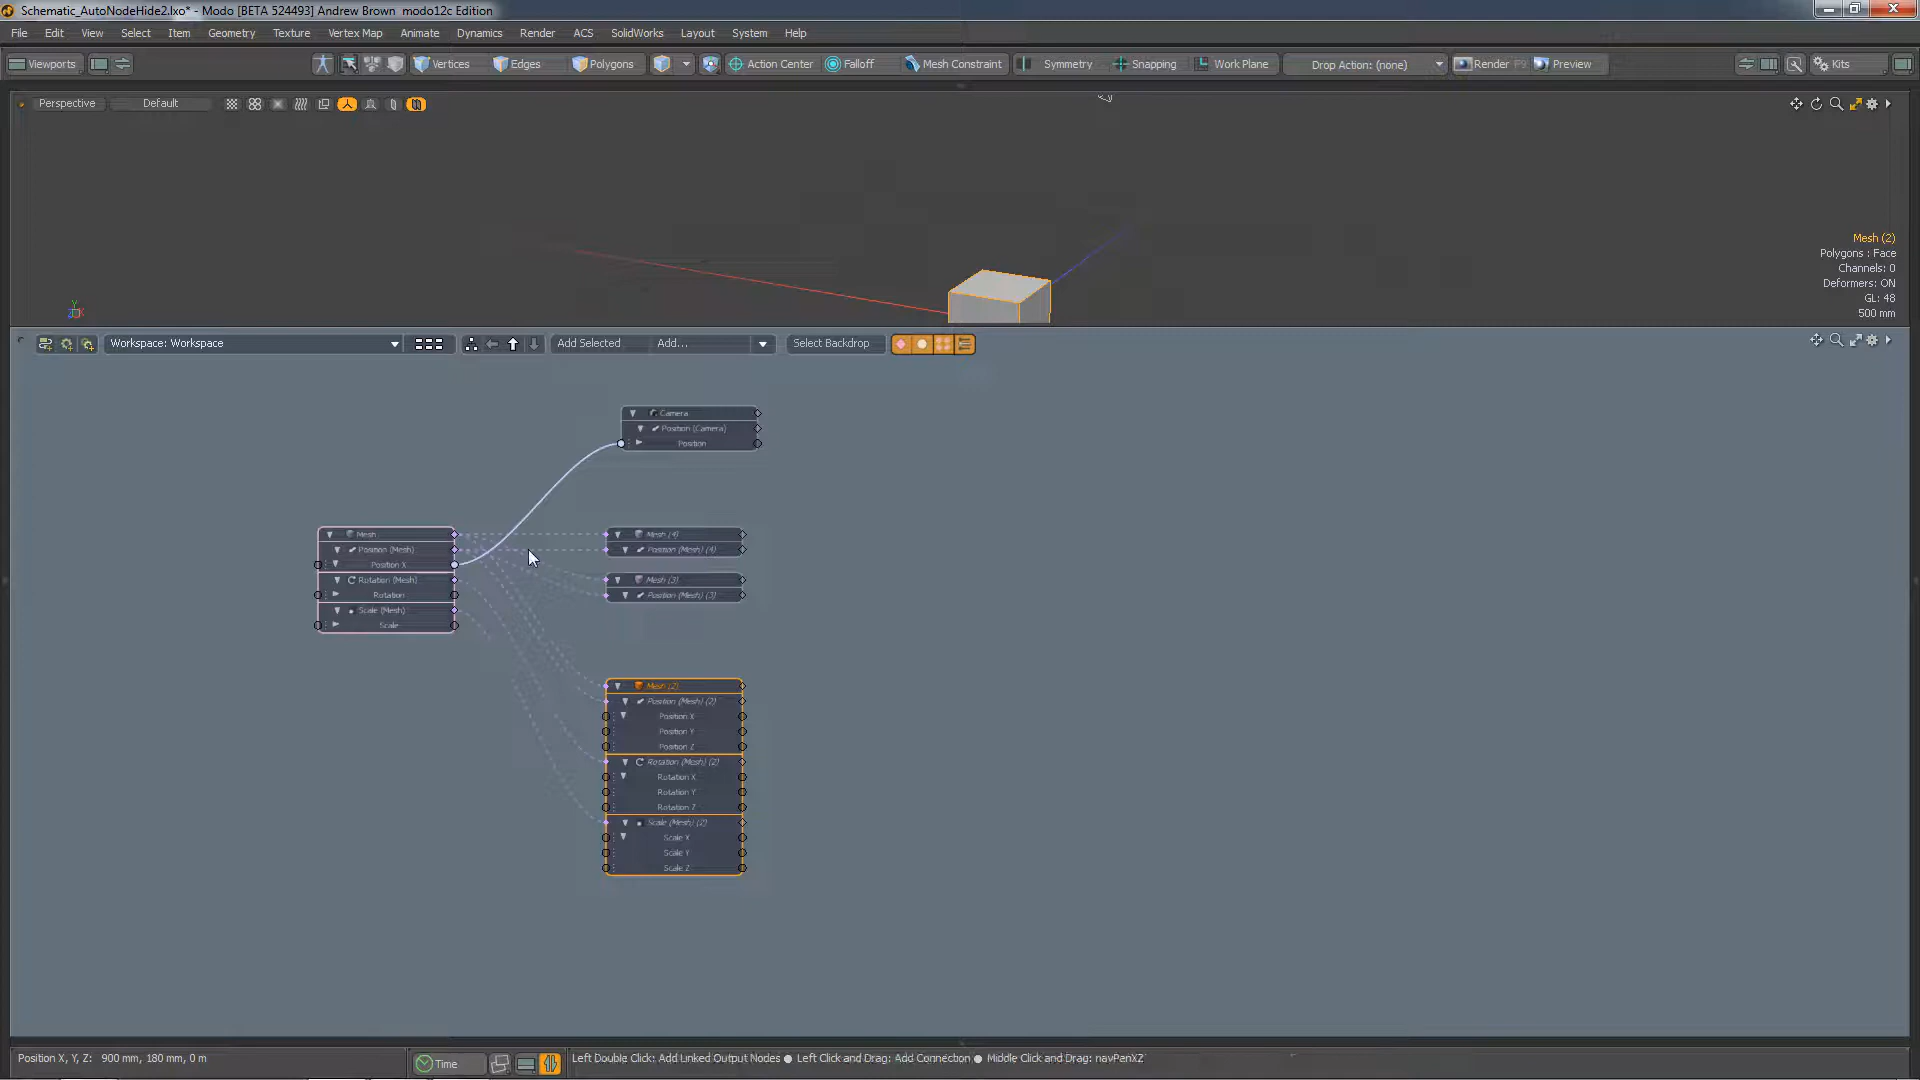 Schematic_AutoNodeHide2.lxo* - Modo [BETA 524493] Andrew Brown modo12c Edition
File Edit View Select Item Geometry Texture Vertex Map Animate Dynamics Render ACS SolidWorks Layout System Help
Viewports Vertices Edges Polygons Action Center Falloff Mesh Constraint Symmetry Snapping Work Plane Drop Action: (none) Render F9 Preview Kits
Perspective Default
Mesh (2)
Polygons : Face
Channels: 0
Deformers: ON
GL: 48
500 mm
Workspace: Workspace Add Selected Add... Select Backdrop
Camera
Position (Camera)
Position
Mesh
Position (Mesh)
Position X
Rotation (Mesh)
Rotation
Scale (Mesh)
Scale
Mesh (4)
Position (Mesh) (4)
Mesh (3)
Position (Mesh) (3)
Mesh (2)
Position (Mesh) (2)
Position X
Position Y
Position Z
Rotation (Mesh) (2)
Rotation X
Rotation Y
Rotation Z
Scale (Mesh) (2)
Scale X
Scale Y
Scale Z
Position X, Y, Z: 900 mm, 180 mm, 0 m Time Left Double Click: Add Linked Output Nodes ● Left Click and Drag: Add Connection ● Middle Click and Drag: navPanXZ